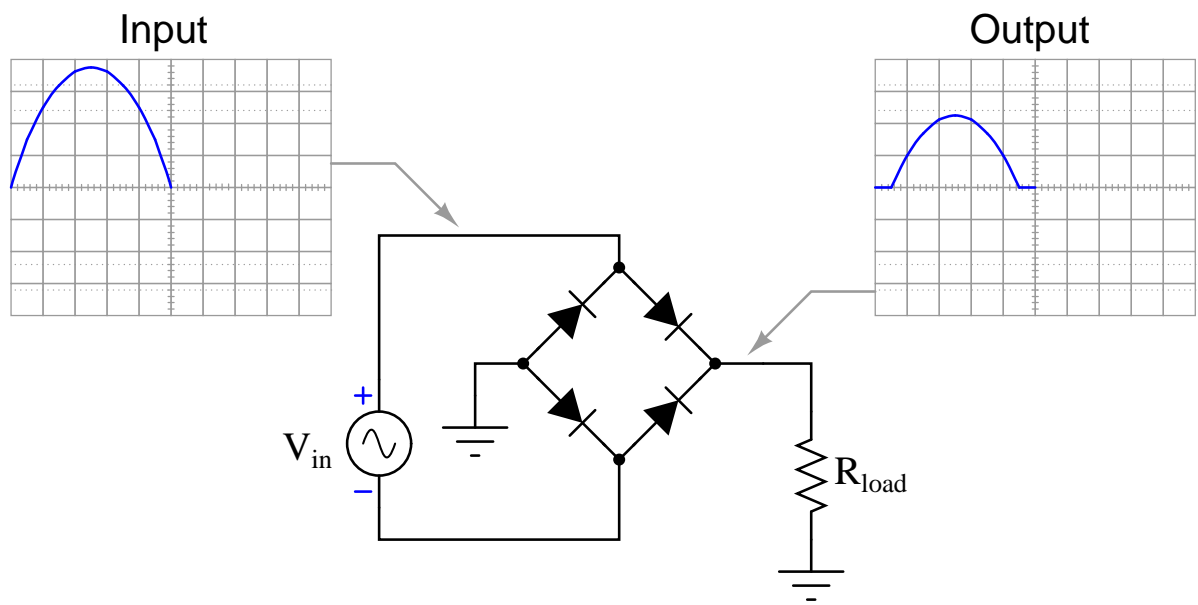 Input
Output
+
V_in
−
R_load